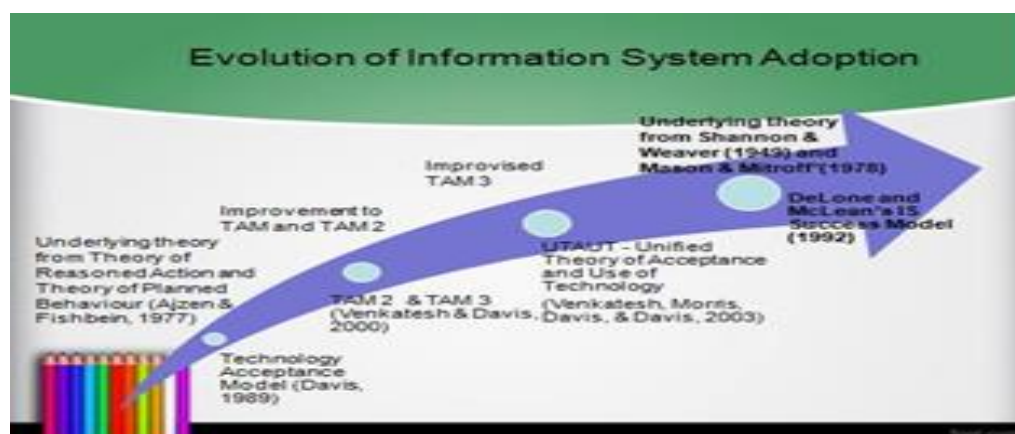 Evolution of Information System Adoption
Underlying theory
from Theory of
Reasoned Action and
Theory of Planned
Behaviour (Ajzen &
Fishbein, 1977)
Technology
Acceptance
Model (Davis,
1989)
Improvement to
TAM and TAM 2
TAM 2 & TAM 3
(Venkatesh & Davis,
2000)
Improvised
TAM 3
UTAUT - Unified
Theory of Acceptance
and Use of
Technology
(Venkatesh, Morris,
Davis, & Davis, 2003)
Underlying theory
from Shannon &
Weaver (1949) and
Mason & Mitroff (1978)
DeLone and
McLean's IS
Success Model
(1992)